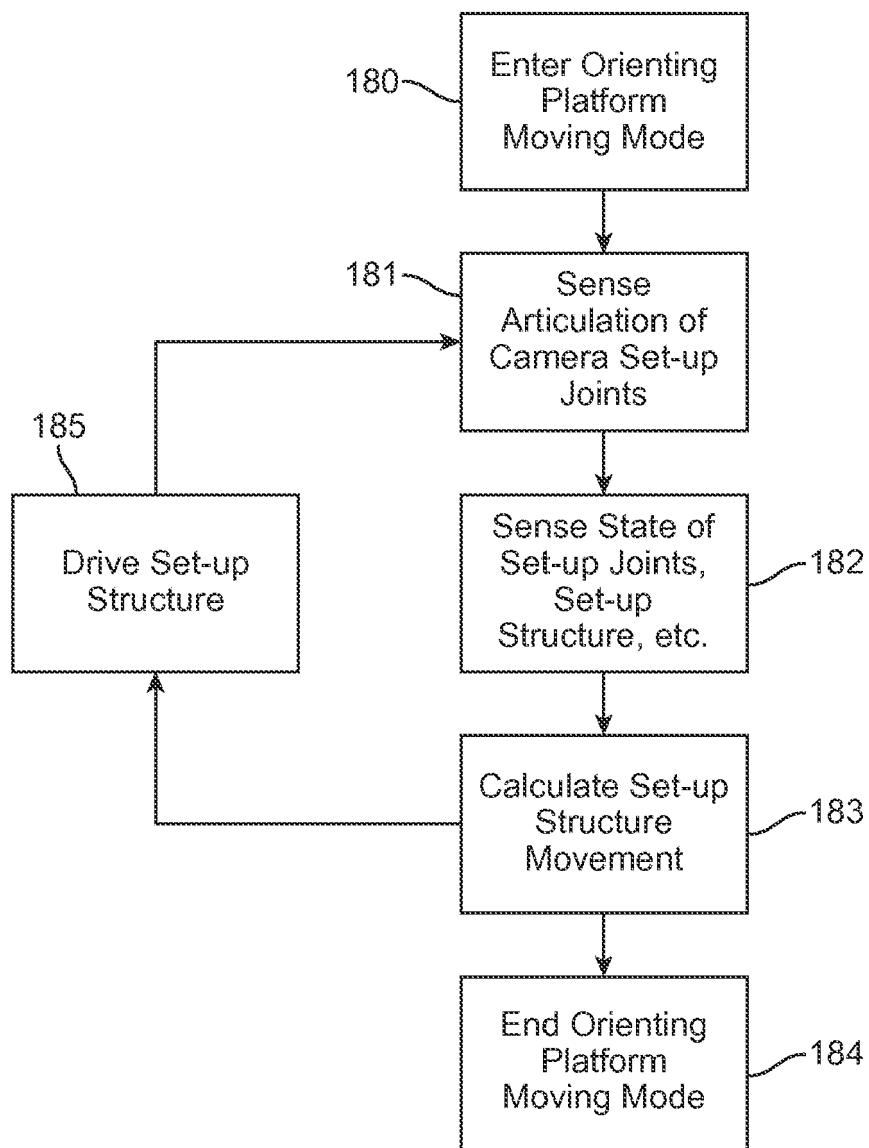 180
Enter Orienting
Platform
Moving Mode
181
Sense
Articulation of
Camera Set-up
Joints
185
Drive Set-up
Structure
Sense State of
Set-up Joints,
Set-up
Structure, etc.
182
Calculate Set-up
Structure
Movement
183
End Orienting
Platform
Moving Mode
184